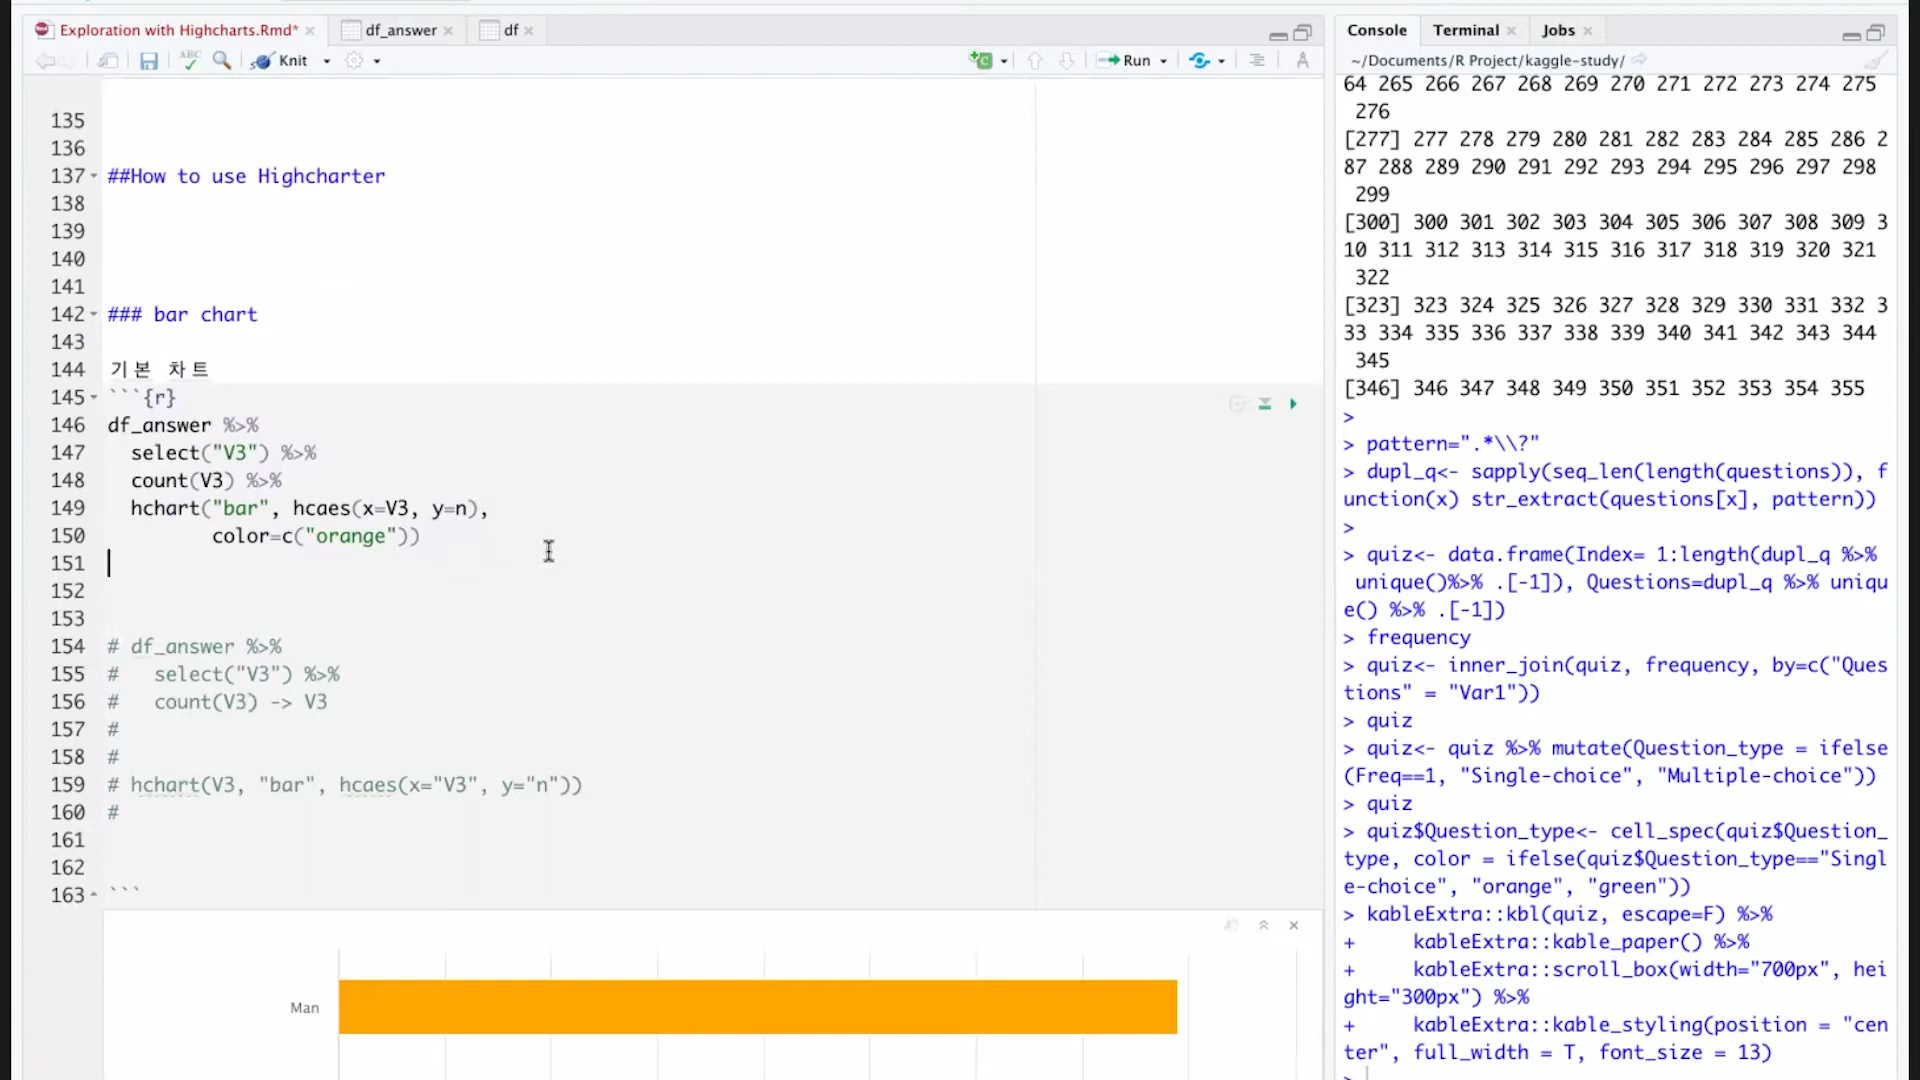 Exploration with Highcharts.Rmd*
df_answer
df
Knit
Run
135
136
137 ##How to use Highcharter
138
139
140
141
142 ### bar chart
143
144 기본 차트
145 ```{r}
146 df_answer %>%
147 select("V3") %>%
148 count(V3) %>%
149 hchart("bar", hcaes(x=V3, y=n),
150 color=c("orange"))
151
152
153
154 # df_answer %>%
155 # select("V3") %>%
156 # count(V3) -> V3
157 #
158 #
159 # hchart(V3, "bar", hcaes(x="V3", y="n"))
160 #
161
162
163 ```
Man
Console
Terminal
Jobs
~/Documents/R Project/kaggle-study/
64 265 266 267 268 269 270 271 272 273 274 275
276
[277] 277 278 279 280 281 282 283 284 285 286 2
87 288 289 290 291 292 293 294 295 296 297 298
299
[300] 300 301 302 303 304 305 306 307 308 309 3
10 311 312 313 314 315 316 317 318 319 320 321
322
[323] 323 324 325 326 327 328 329 330 331 332 3
33 334 335 336 337 338 339 340 341 342 343 344
345
[346] 346 347 348 349 350 351 352 353 354 355
>
> pattern=".*\\?"
> dupl_q<- sapply(seq_len(length(questions)), f
unction(x) str_extract(questions[x], pattern))
>
> quiz<- data.frame(Index= 1:length(dupl_q %>%
unique()%>% .[-1]), Questions=dupl_q %>% uniqu
e() %>% .[-1])
> frequency
> quiz<- inner_join(quiz, frequency, by=c("Ques
tions" = "Var1"))
> quiz
> quiz<- quiz %>% mutate(Question_type = ifelse
(Freq==1, "Single-choice", "Multiple-choice"))
> quiz
> quiz$Question_type<- cell_spec(quiz$Question_
type, color = ifelse(quiz$Question_type=="Singl
e-choice", "orange", "green"))
> kableExtra::kbl(quiz, escape=F) %>%
+ kableExtra::kable_paper() %>%
+ kableExtra::scroll_box(width="700px", hei
ght="300px") %>%
+ kableExtra::kable_styling(position = "cen
ter", full_width = T, font_size = 13)
>